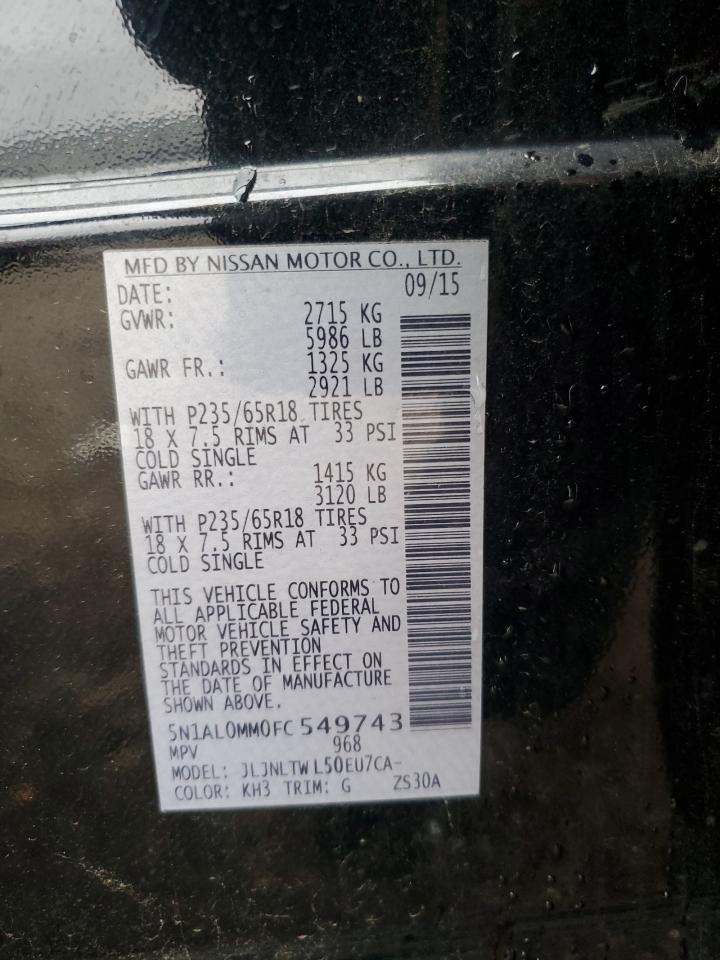 MFD BY NISSAN MOTOR CO., LTD.
DATE: 09/15
GVWR: 2715 KG
5986 LB
GAWR FR.: 1325 KG
2921 LB
WITH P235/65R18 TIRES
18 X 7.5 RIMS AT 33 PSI
COLD SINGLE
GAWR RR.: 1415 KG
3120 LB
WITH P235/65R18 TIRES
18 X 7.5 RIMS AT 33 PSI
COLD SINGLE
THIS VEHICLE CONFORMS TO
ALL APPLICABLE FEDERAL
MOTOR VEHICLE SAFETY AND
THEFT PREVENTION
STANDARDS IN EFFECT ON
THE DATE OF MANUFACTURE
SHOWN ABOVE.
5N1AL0MM0FC549743
MPV 968
MODEL: JLJNLTWL50EU7CA-
COLOR: KH3 TRIM: G ZS30A